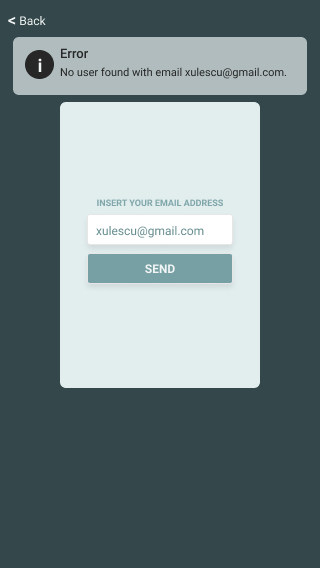 < Back
Error
No user found with email xulescu@gmail.com.
INSERT YOUR EMAIL ADDRESS
xulescu@gmail.com
SEND